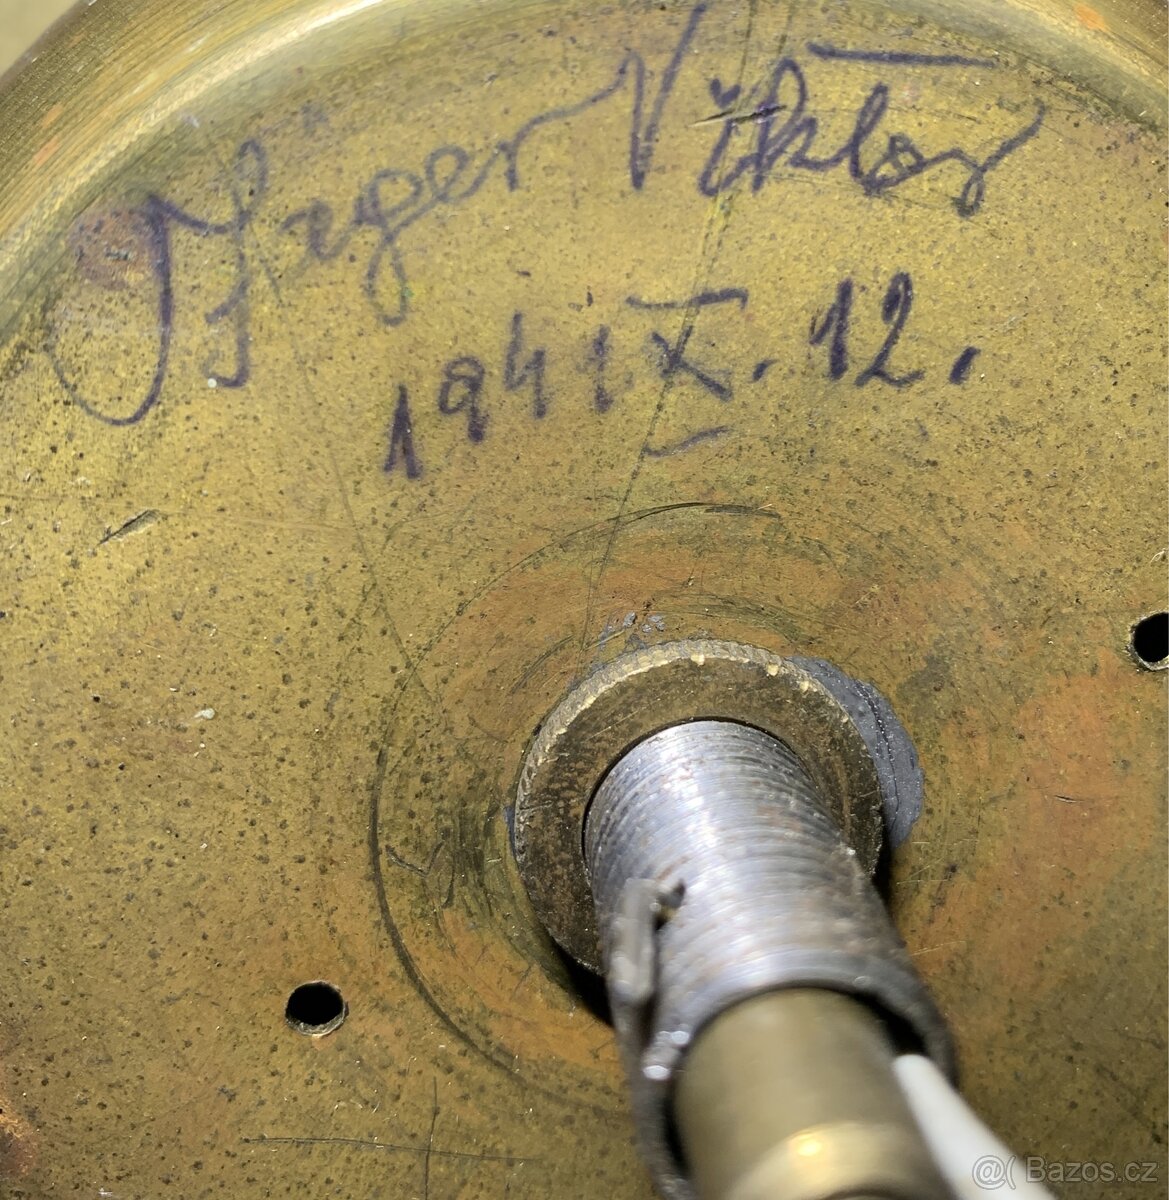 Jäger Viktor
1941 X. 12.
@( Bazos.cz